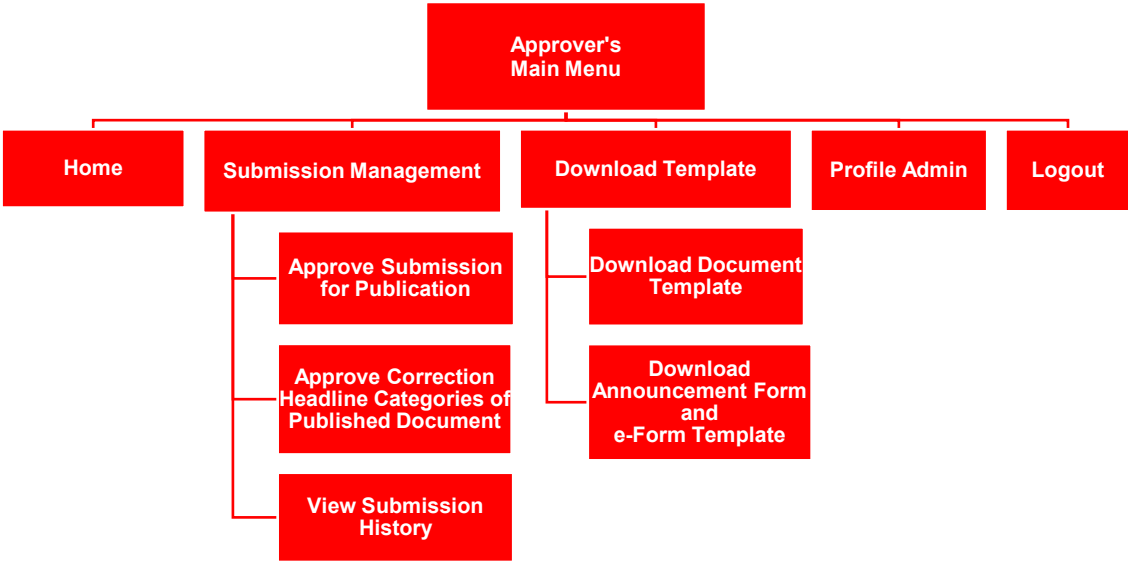 Approver's
Main Menu
Home
Submission Management
Download Template
Profile Admin
Logout
Approve Submission
for Publication
Download Document
Template
Approve Correction
Headline Categories of
Published Document
Download
Announcement Form
and
e-Form Template
View Submission
History